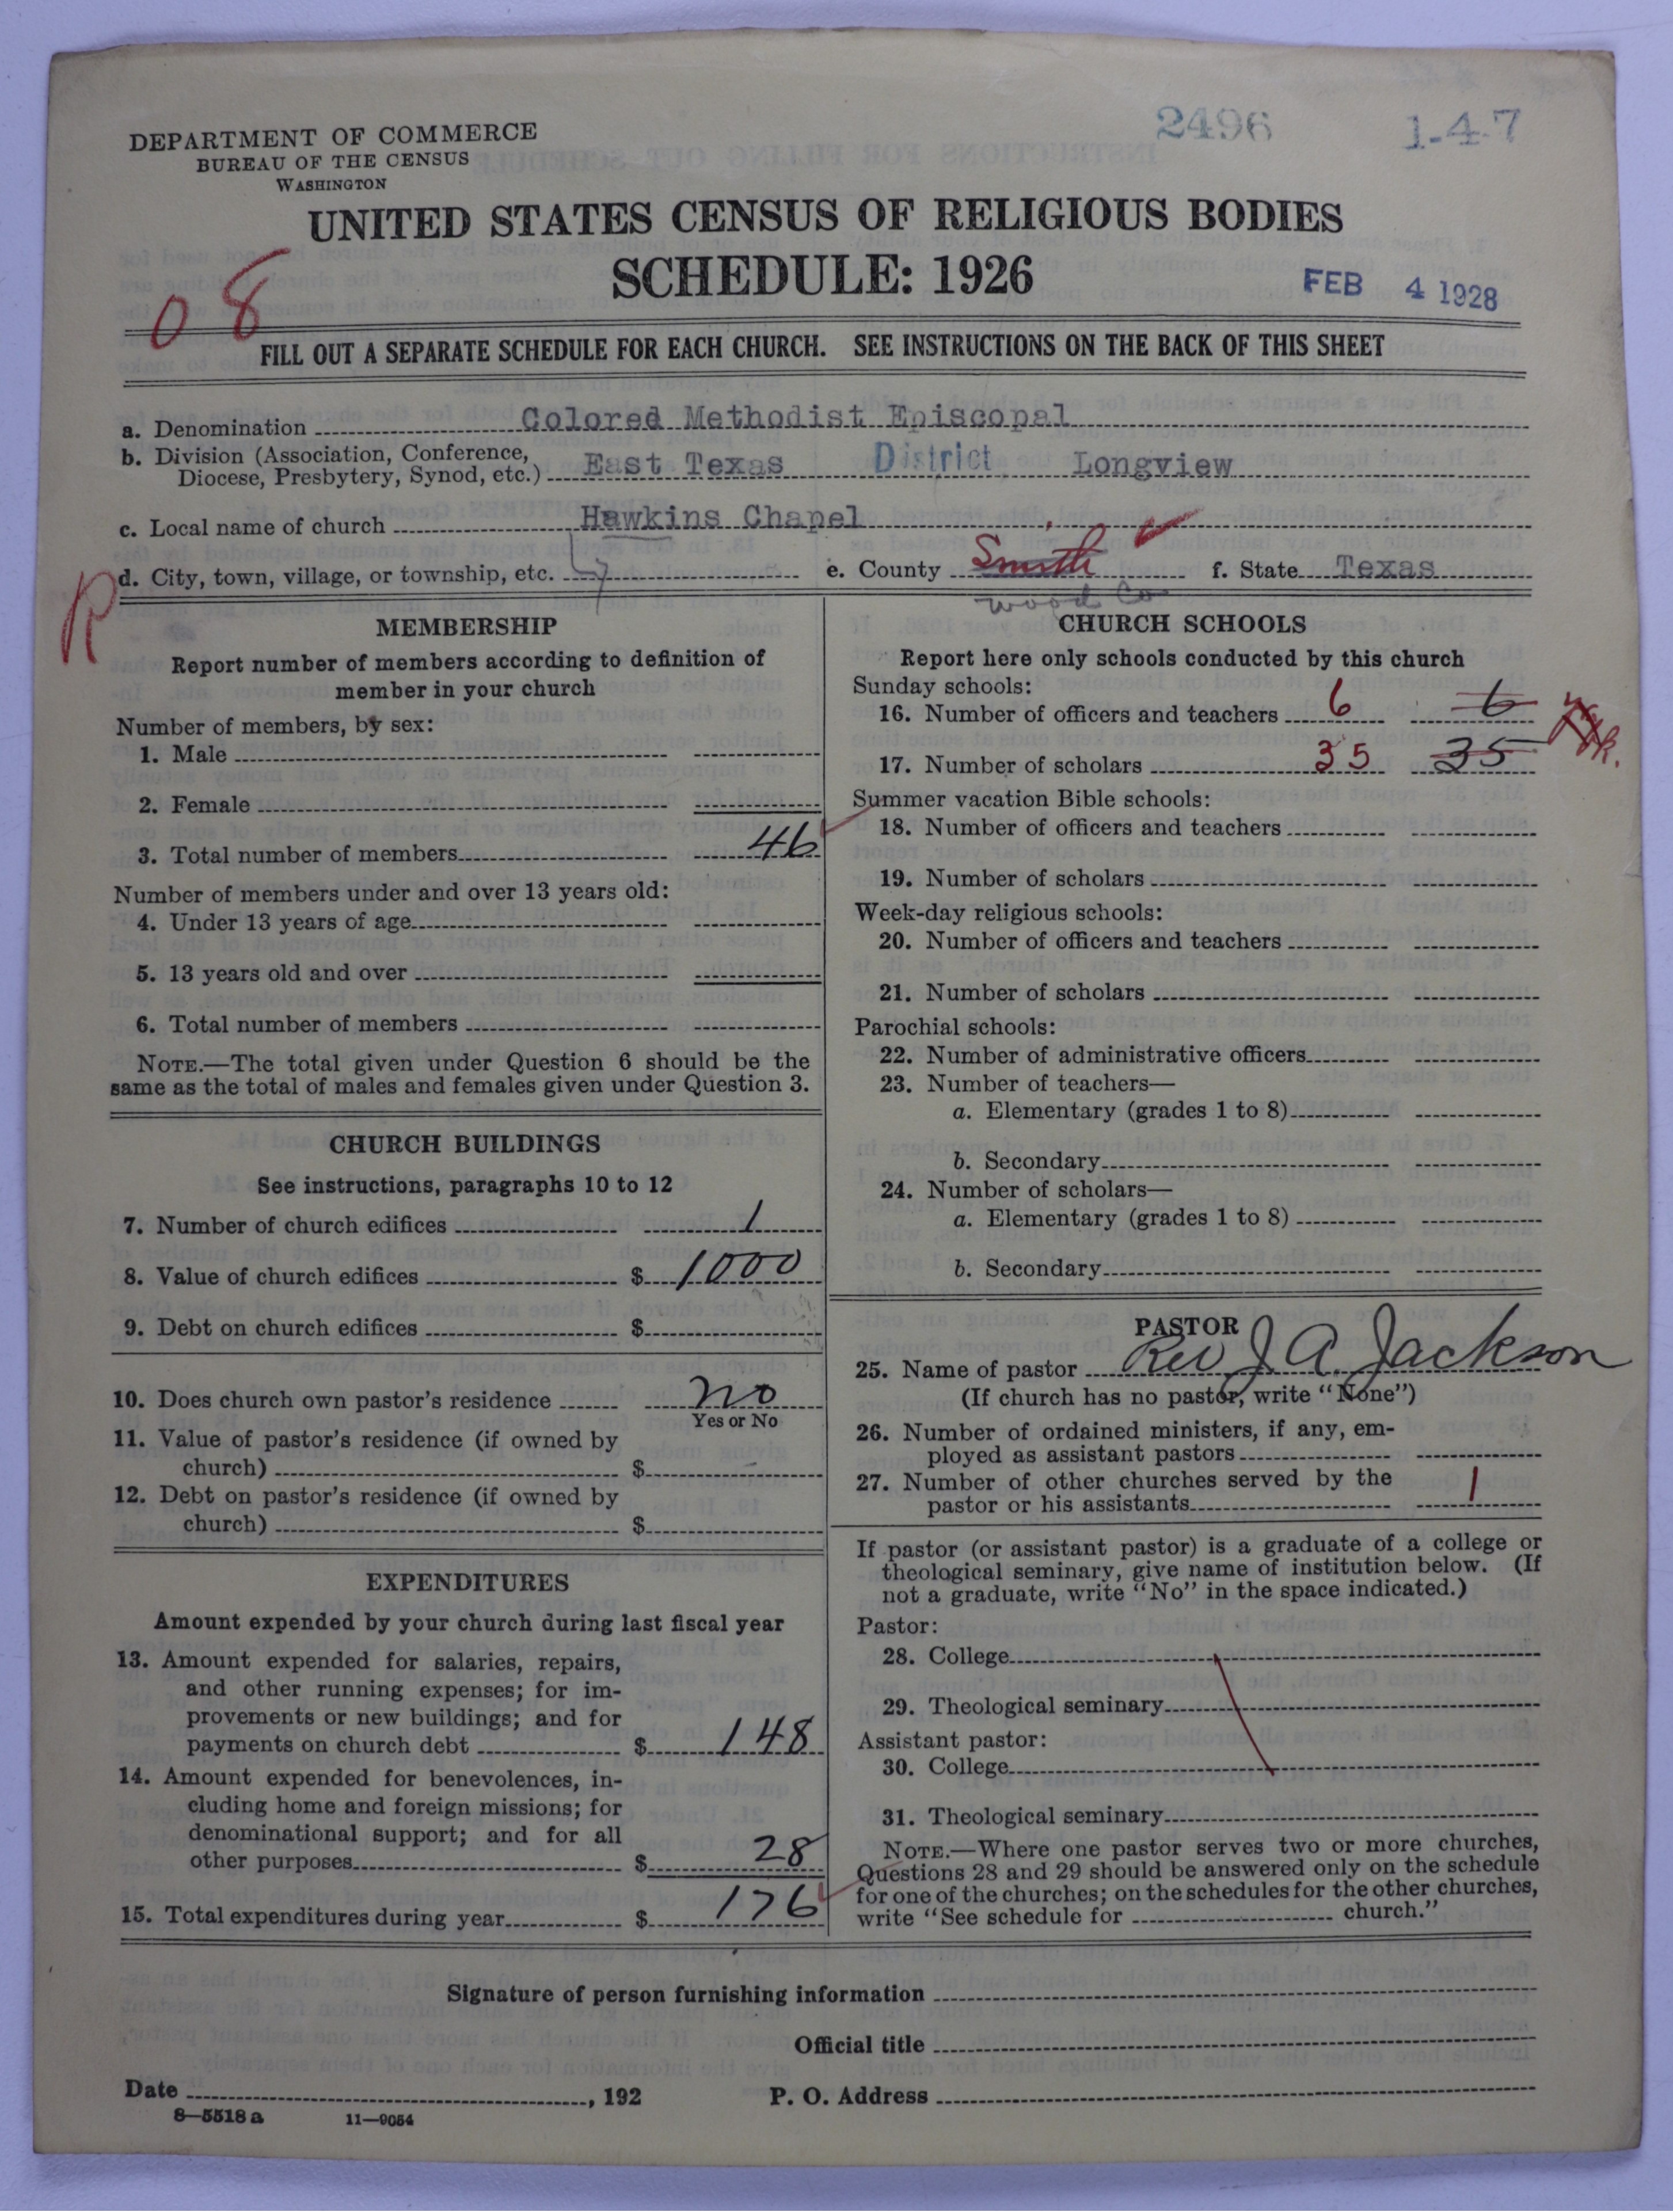 2496
1-4-7
DEPARTMENT OF COMMERCE
BUREAU OF THE CENSUS
WASHINGTON
UNITED STATES CENSUS OF RELIGIOUS BODIES
SCHEDULE: 1926
FEB 4 1928
08
FILL OUT A SEPARATE SCHEDULE FOR EACH CHURCH. SEE INSTRUCTIONS ON THE BACK OF THIS SHEET
a. Denomination Colored Methodist Episcopal
b. Division (Association, Conference,
Diocese, Presbytery, Synod, etc.) East Texas District Longview
c. Local name of church Hawkins Chapel
R
d. City, town, village, or township, etc. e. County Smith f. State Texas
Wood Co
MEMBERSHIP
Report number of members according to definition of
member in your church
Number of members, by sex:
1. Male
2. Female
3. Total number of members 46
Number of members under and over 13 years old:
4. Under 13 years of age
5. 13 years old and over
6. Total number of members
NOTE.—The total given under Question 6 should be the
same as the total of males and females given under Question 3.
CHURCH BUILDINGS
See instructions, paragraphs 10 to 12
7. Number of church edifices 1
8. Value of church edifices $ 1000
9. Debt on church edifices $
10. Does church own pastor's residence no
Yes or No
11. Value of pastor's residence (if owned by
church) $
12. Debt on pastor's residence (if owned by
church) $
EXPENDITURES
Amount expended by your church during last fiscal year
13. Amount expended for salaries, repairs,
and other running expenses; for im-
provements or new buildings; and for
payments on church debt $ 148
14. Amount expended for benevolences, in-
cluding home and foreign missions; for
denominational support; and for all
other purposes $ 28
15. Total expenditures during year $ 176
CHURCH SCHOOLS
Report here only schools conducted by this church
Sunday schools:
16. Number of officers and teachers 6 6
17. Number of scholars 35 35
Summer vacation Bible schools:
18. Number of officers and teachers
19. Number of scholars
Week-day religious schools:
20. Number of officers and teachers
21. Number of scholars
Parochial schools:
22. Number of administrative officers
23. Number of teachers—
a. Elementary (grades 1 to 8)
b. Secondary
24. Number of scholars—
a. Elementary (grades 1 to 8)
b. Secondary
PASTOR
25. Name of pastor Rev J A Jackson
(If church has no pastor, write "None")
26. Number of ordained ministers, if any, em-
ployed as assistant pastors
27. Number of other churches served by the
pastor or his assistants 1
If pastor (or assistant pastor) is a graduate of a college or
theological seminary, give name of institution below. (If
not a graduate, write "No" in the space indicated.)
Pastor:
28. College
29. Theological seminary
Assistant pastor:
30. College
31. Theological seminary
NOTE.—Where one pastor serves two or more churches,
Questions 28 and 29 should be answered only on the schedule
for one of the churches; on the schedules for the other churches,
write "See schedule for church."
Signature of person furnishing information
Official title
Date , 192 P. O. Address
8—5518 a 11—9054